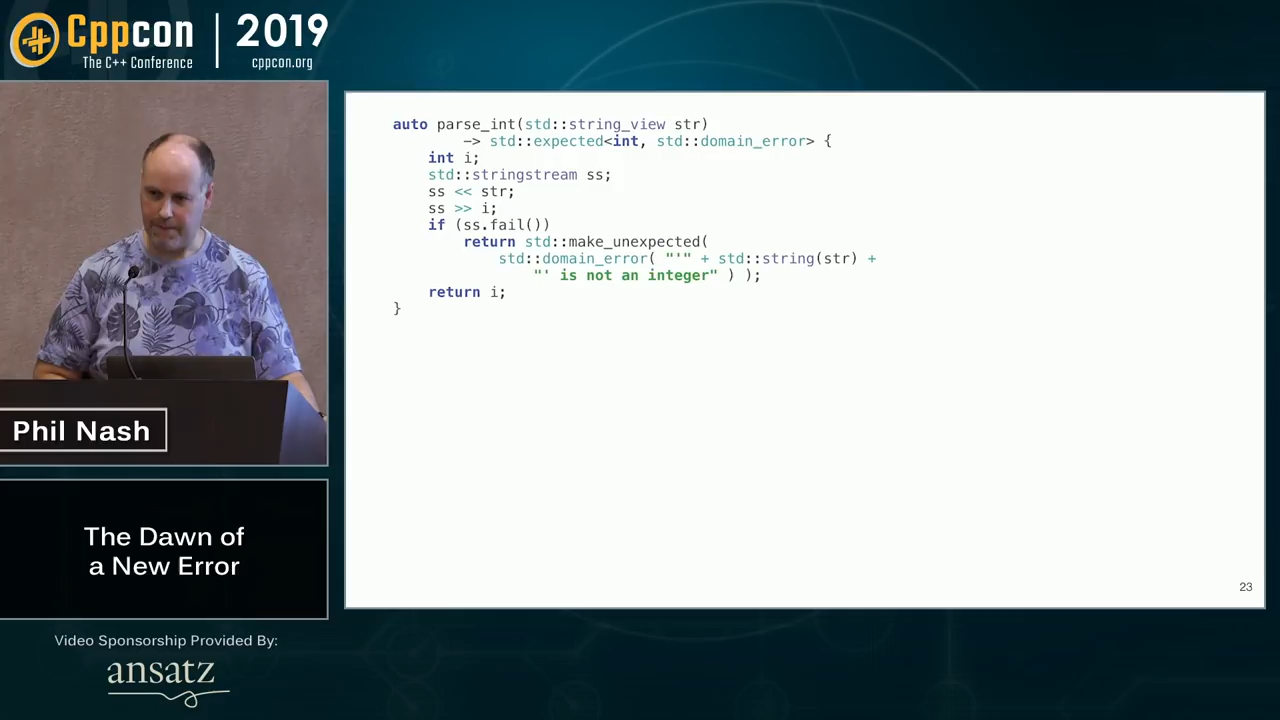 Cppcon
The C++ Conference
2019
cppcon.org
auto parse_int(std::string_view str)
-> std::expected<int, std::domain_error> {
int i;
std::stringstream ss;
ss << str;
ss >> i;
if (ss.fail())
return std::make_unexpected(
std::domain_error( "'" + std::string(str) +
"' is not an integer" ) );
return i;
}
23
Phil Nash
The Dawn of
a New Error
Video Sponsorship Provided By:
ansatz